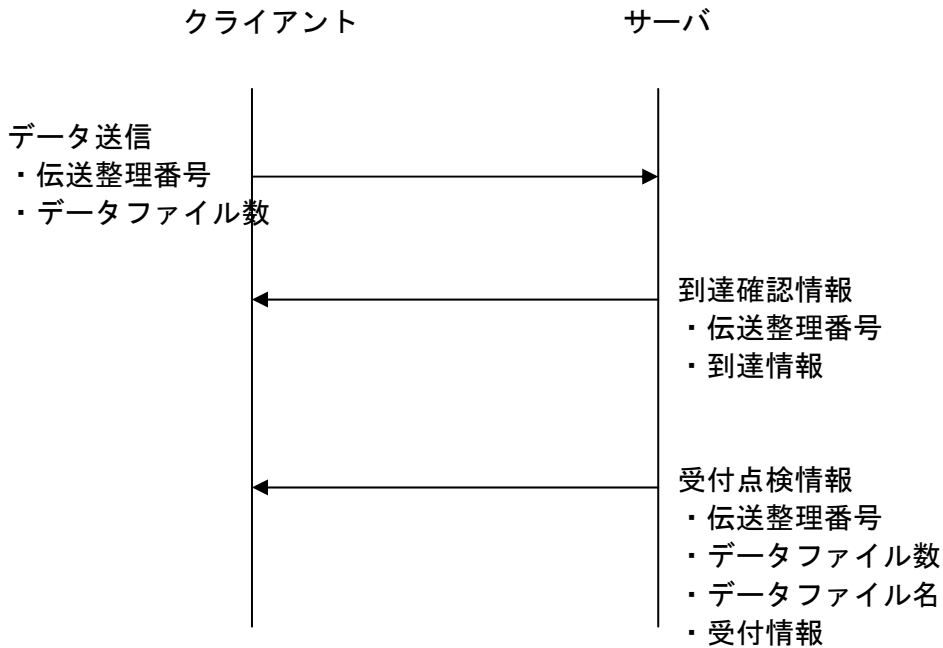 クライアント
サーバ
データ送信
・伝送整理番号
・データファイル数
到達確認情報
・伝送整理番号
・到達情報
受付点検情報
・伝送整理番号
・データファイル数
・データファイル名
・受付情報